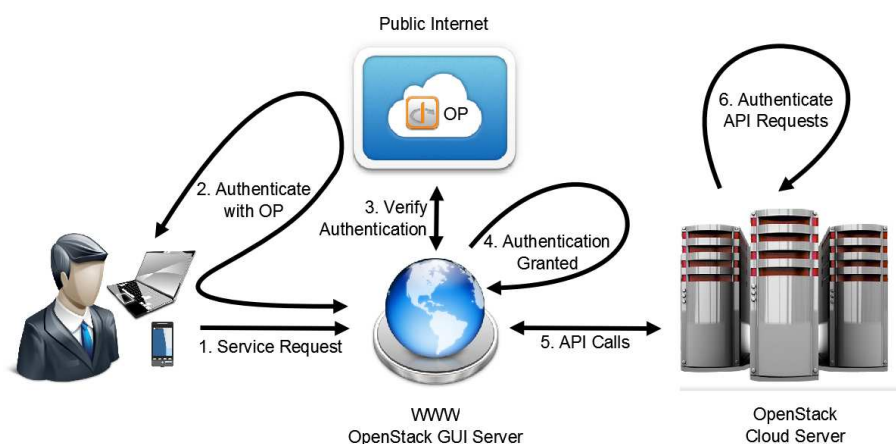 Public Internet
OP
6. Authenticate
API Requests
2. Authenticate
with OP
3. Verify
Authentication
4. Authentication
Granted
1. Service Request
5. API Calls
WWW
OpenStack GUI Server
OpenStack
Cloud Server